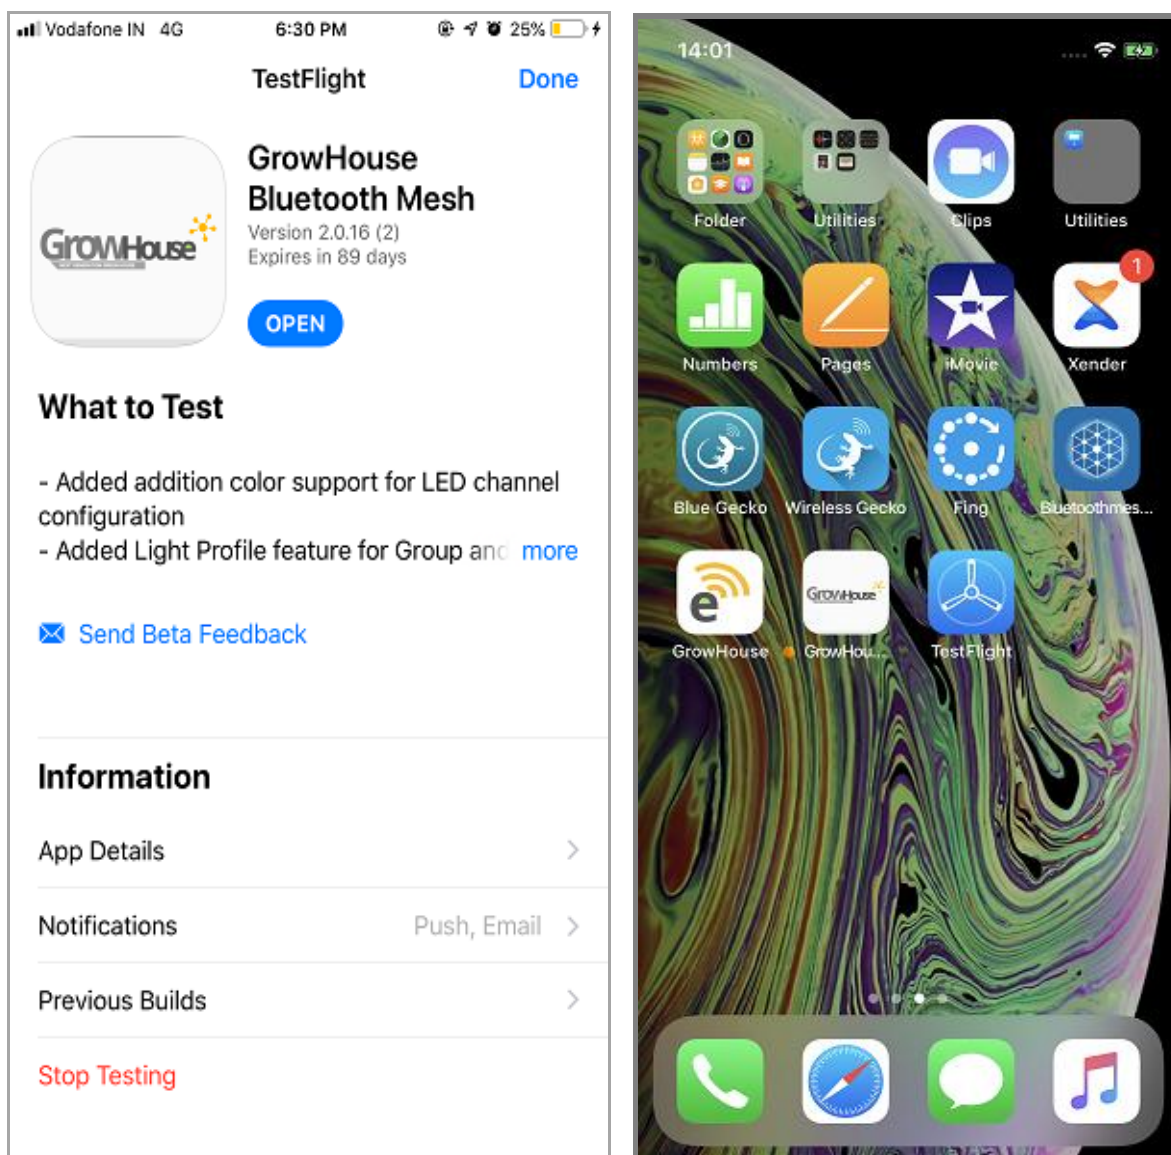 Vodafone IN 4G 6:30 PM 25%
TestFlight Done
GrowHouse
GrowHouse
Bluetooth Mesh
Version 2.0.16 (2)
Expires in 89 days
OPEN
What to Test
- Added addition color support for LED channel
configuration
- Added Light Profile feature for Group and more
Send Beta Feedback
Information
App Details
Notifications Push, Email
Previous Builds
Stop Testing
14:01
Folder Utilities Clips Utilities
1
Numbers Pages iMovie Xender
Blue Gecko Wireless Gecko Fing Bluetoothmes...
e GrowHouse
GrowHouse GrowHou... TestFlight